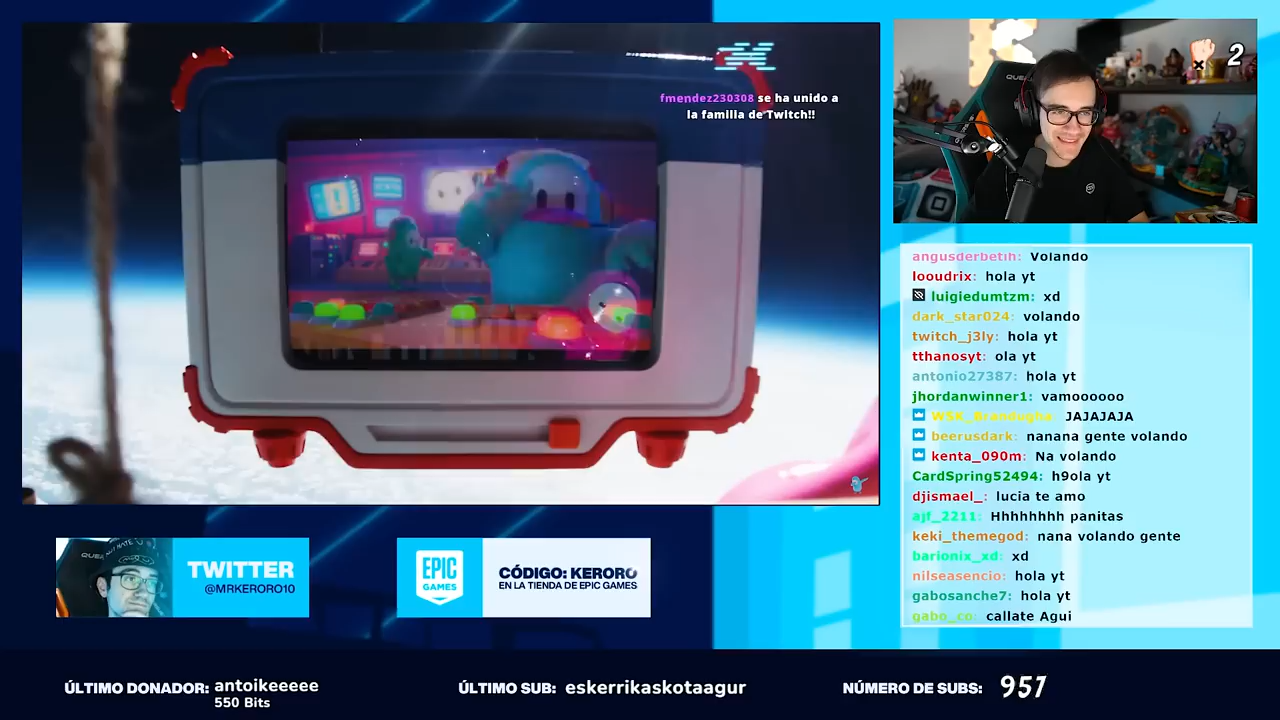 fmendez230308 se ha unido a
la familia de Twitch!!
2
angusderbetih: Volando
looudrix: hola yt
luigiedumtzm: xd
dark_star024: volando
twitch_j3ly: hola yt
tthanosyt: ola yt
antonio27387: hola yt
jhordanwinner1: vamoooooo
WSK_Brandugha: JAJAJAJA
beerusdark: nanana gente volando
kenta_090m: Na volando
CardSpring52494: h9ola yt
djismael_: lucia te amo
ajf_2211: Hhhhhhhh panitas
keki_themegod: nana volando gente
barionix_xd: xd
nilseasencio: hola yt
gabosanche7: hola yt
gabo_co: callate Agui
TWITTER
@MRKERORO10
EPIC
GAMES
CÓDIGO: KERORO
EN LA TIENDA DE EPIC GAMES
ÚLTIMO DONADOR: antoikeeeee
550 Bits
ÚLTIMO SUB: eskerrikaskotaagur
NÚMERO DE SUBS: 957